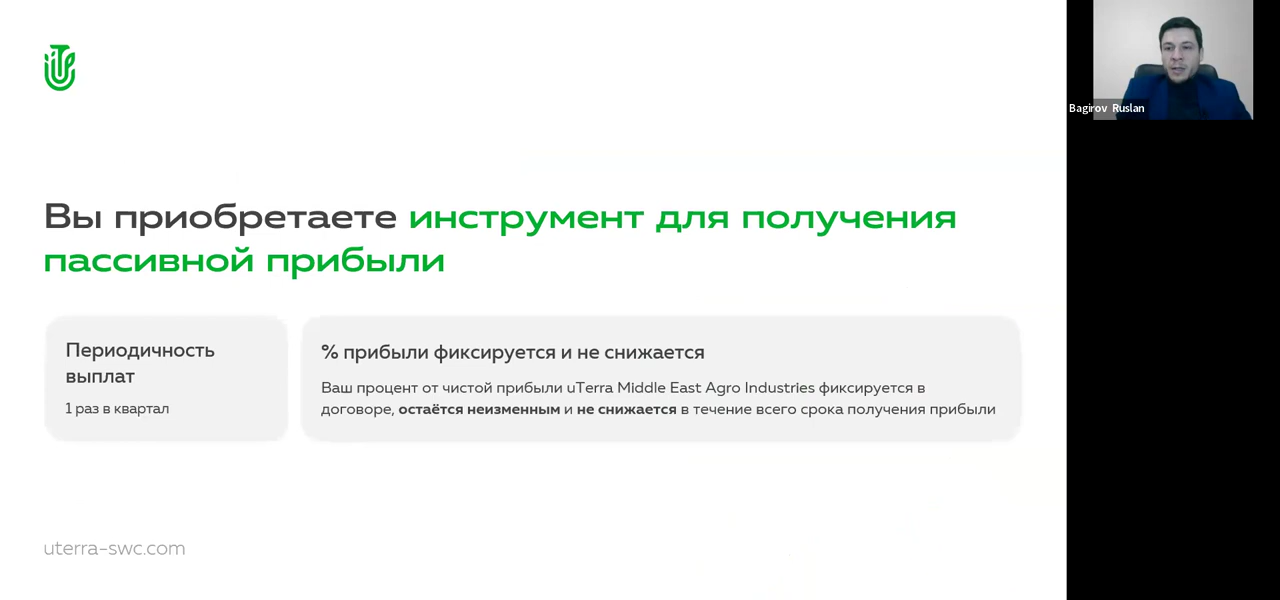 Bagirov Ruslan
Вы приобретаете инструмент для получения
пассивной прибыли
Периодичность
выплат
1 раз в квартал
% прибыли фиксируется и не снижается
Ваш процент от чистой прибыли uTerra Middle East Agro Industries фиксируется в
договоре, остаётся неизменным и не снижается в течение всего срока получения прибыли
uterra-swc.com